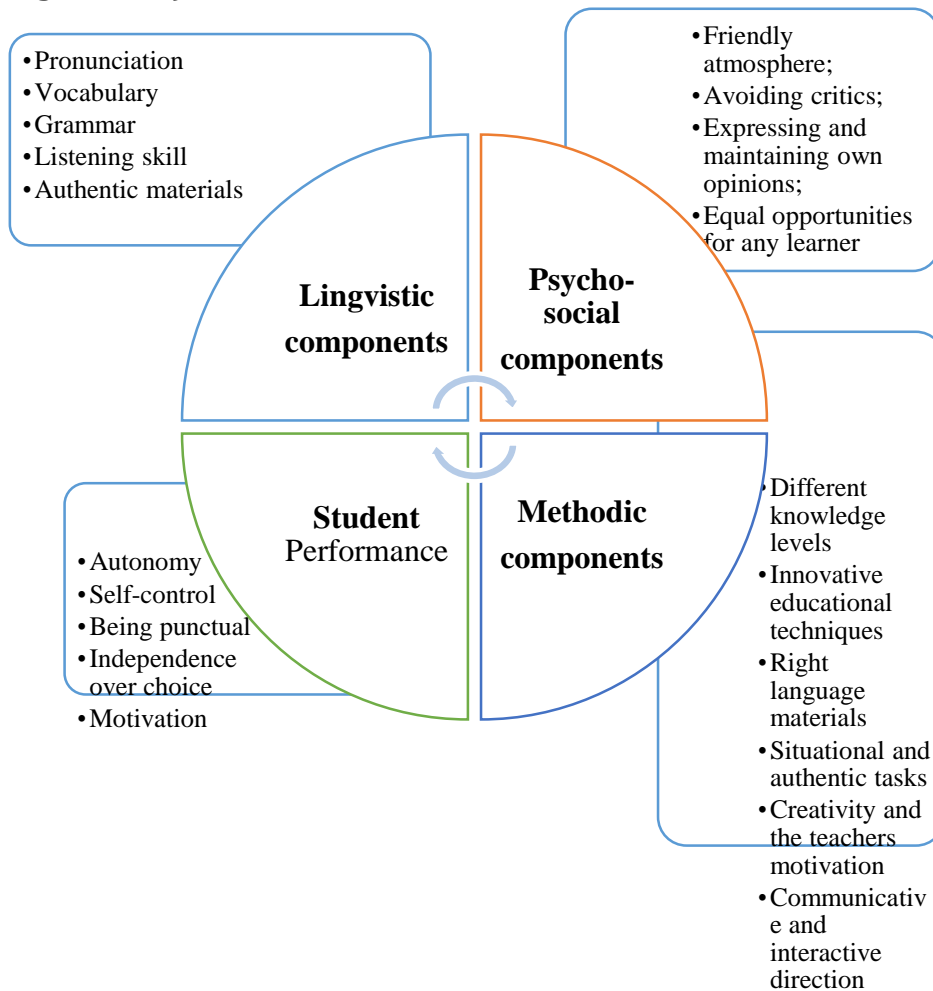 •Pronunciation
•Vocabulary
•Grammar
•Listening skill
•Authentic materials
•Friendly
atmosphere;
•Avoiding critics;
•Expressing and
maintaining own
opinions;
•Equal opportunities
for any learner
Lingvistic
components
Psycho-
social
components
Student
Performance
Methodic
components
•Autonomy
•Self-control
•Being punctual
•Independence
over choice
•Motivation
•Different
knowledge
levels
•Innovative
educational
techniques
•Right
language
materials
•Situational and
authentic tasks
•Creativity and
the teachers
motivation
•Communicativ
e and
interactive
direction